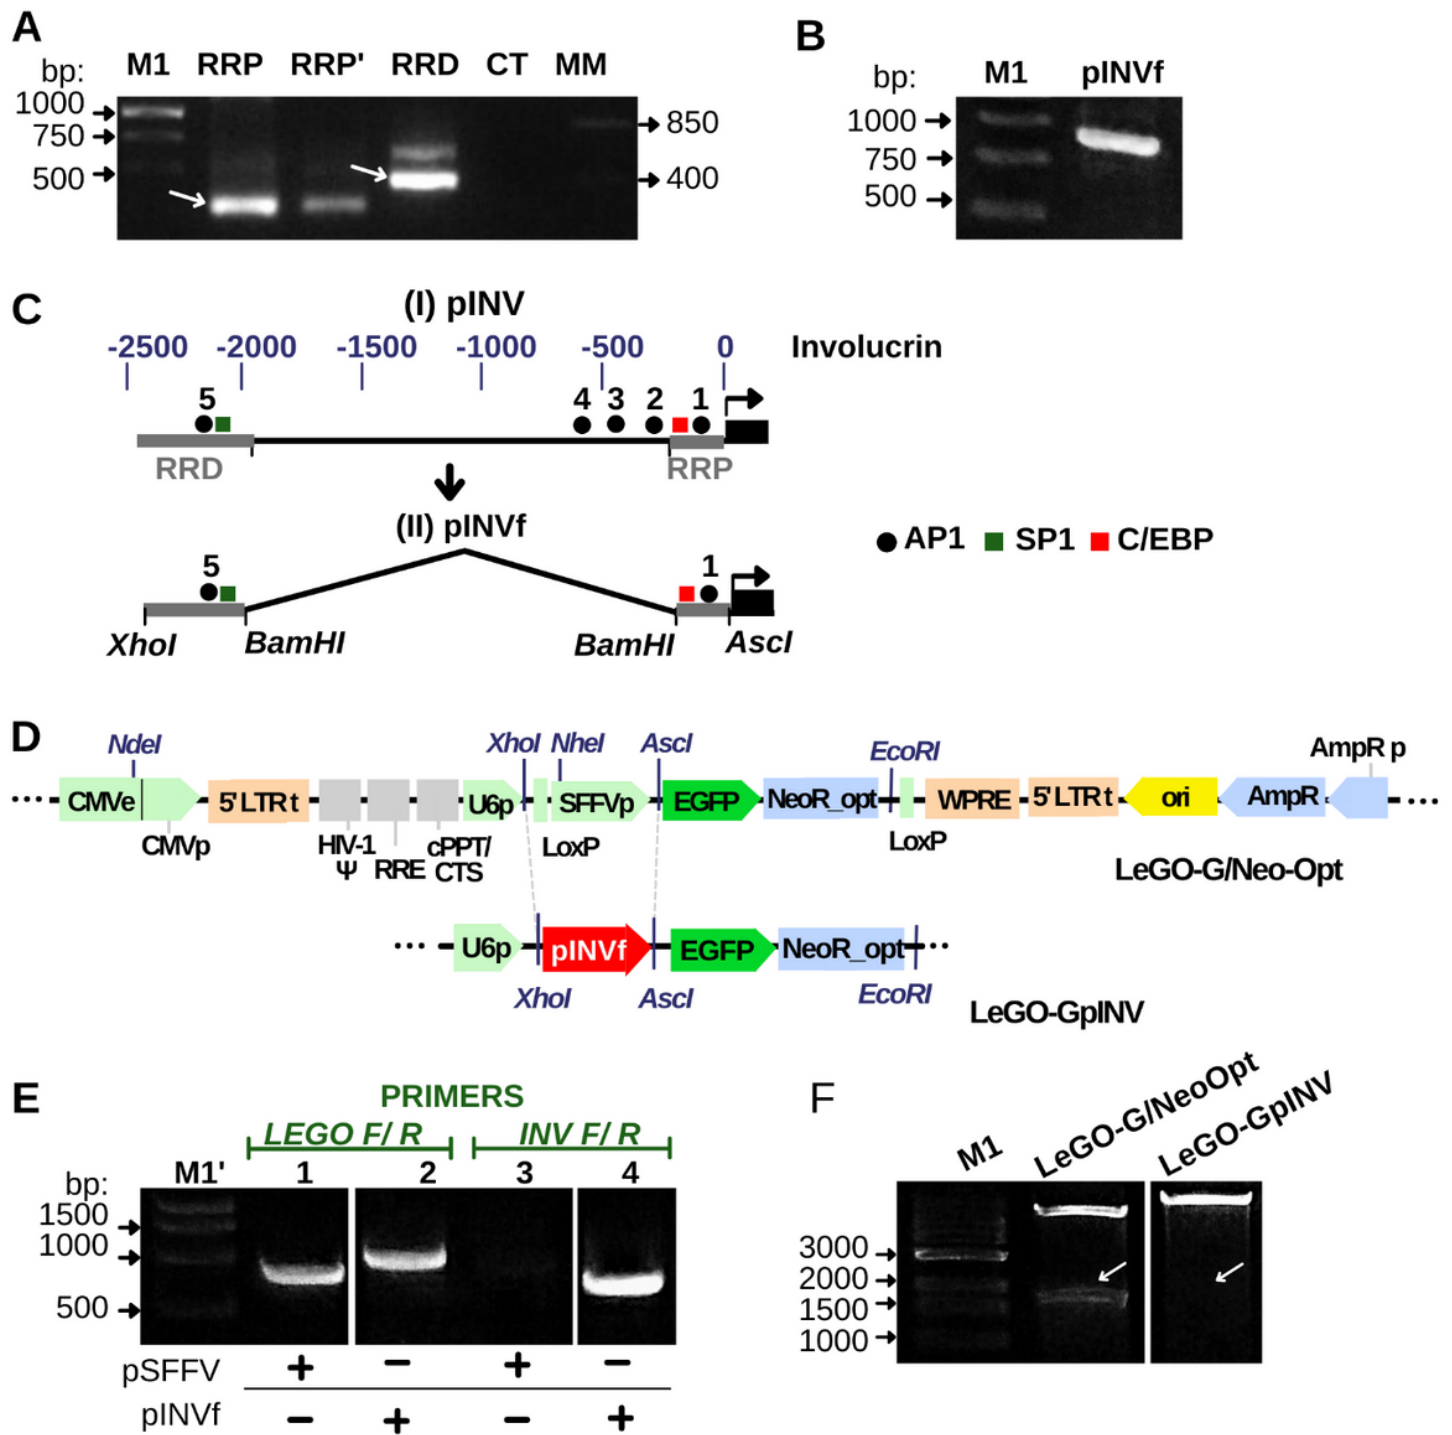 A
M1 RRP RRP' RRD CT MM
bp:
1000
750
500
850
400
B
bp: M1 pINVf
1000
750
500
C
(I) pINV
-2500 -2000 -1500 -1000 -500 0 Involucrin
5 4 3 2 1
RRD RRP
(II) pINVf
AP1 SP1 C/EBP
5 1
XhoI BamHI BamHI AscI
D
NdeI XhoI NheI AscI EcoRI AmpR p
CMVe 5'LTR t U6p SFFVp EGFP NeoR_opt WPRE 5'LTR t ori AmpR
CMVp HIV-1 Ψ RRE cPPT/ CTS LoxP LoxP
LeGO-G/Neo-Opt
U6p pINVf EGFP NeoR_opt
XhoI AscI EcoRI
LeGO-GpINV
E
PRIMERS
LEGO F/ R INV F/ R
bp: M1' 1 2 3 4
1500
1000
500
pSFFV + − + −
pINVf − + − +
F
M1 LeGO-G/NeoOpt LeGO-GpINV
3000
2000
1500
1000